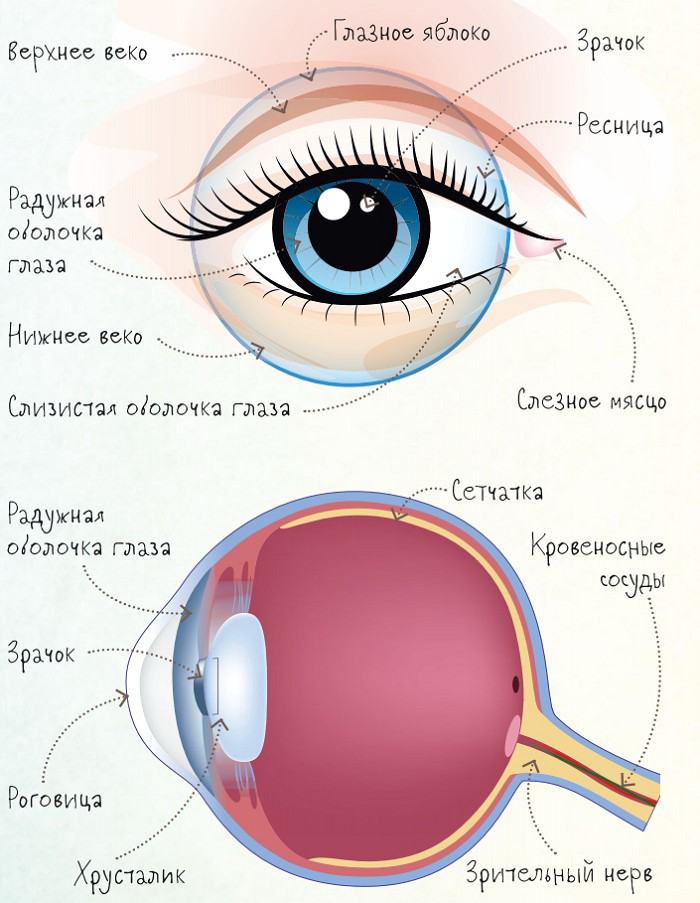 Глазное яблоко
Верхнее веко
Зрачок
Ресница
Радужная
оболочка
глаза
Нижнее веко
Слизистая оболочка глаза
Слезное мясцо
Сетчатка
Радужная
оболочка глаза
Кровеносные
сосуды
Зрачок
Роговица
Хрусталик
Зрительный нерв